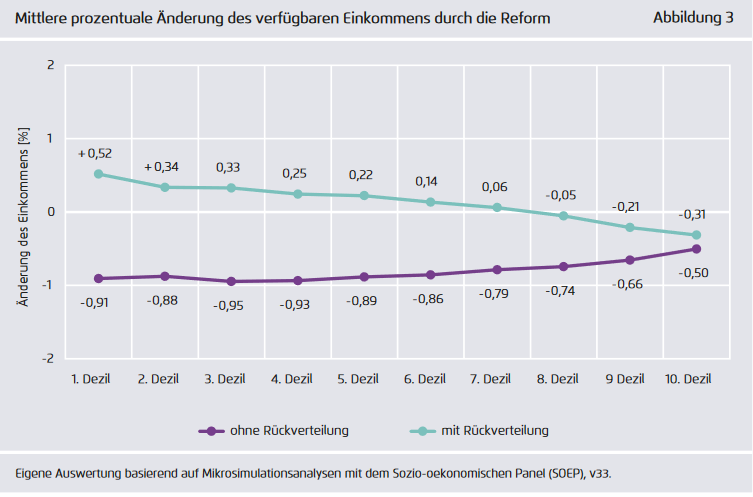 Mittlere prozentuale Änderung des verfügbaren Einkommens durch die Reform
Abbildung 3
Änderung des Einkommens [%]
2
1
0
-1
-2
+0,52
+0,34
0,33
0,25
0,22
0,14
0,06
-0,05
-0,21
-0,31
-0,91
-0,88
-0,95
-0,93
-0,89
-0,86
-0,79
-0,74
-0,66
-0,50
1. Dezil
2. Dezil
3. Dezil
4. Dezil
5. Dezil
6. Dezil
7. Dezil
8. Dezil
9 Dezil
10. Dezil
ohne Rückverteilung
mit Rückverteilung
Eigene Auswertung basierend auf Mikrosimulationsanalysen mit dem Sozio-oekonomischen Panel (SOEP), v33.